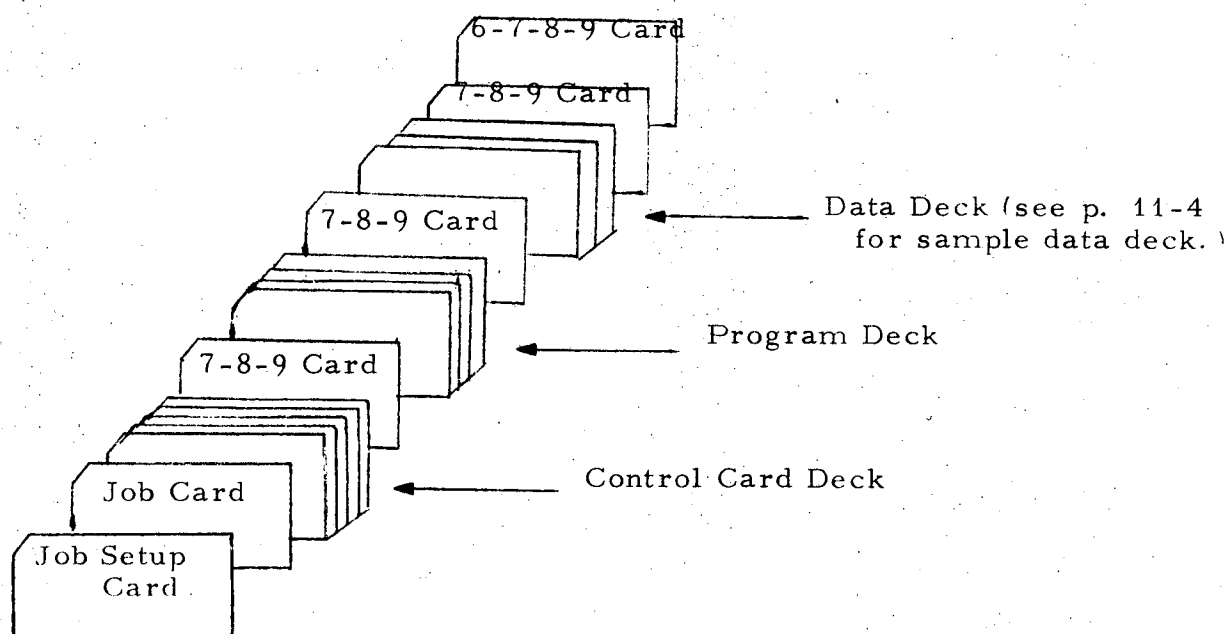 6-7-8-9 Card
7-8-9 Card
Data Deck (see p. 11-4
for sample data deck.)
7-8-9 Card
Program Deck
7-8-9 Card
Control Card Deck
Job Card
Job Setup
Card